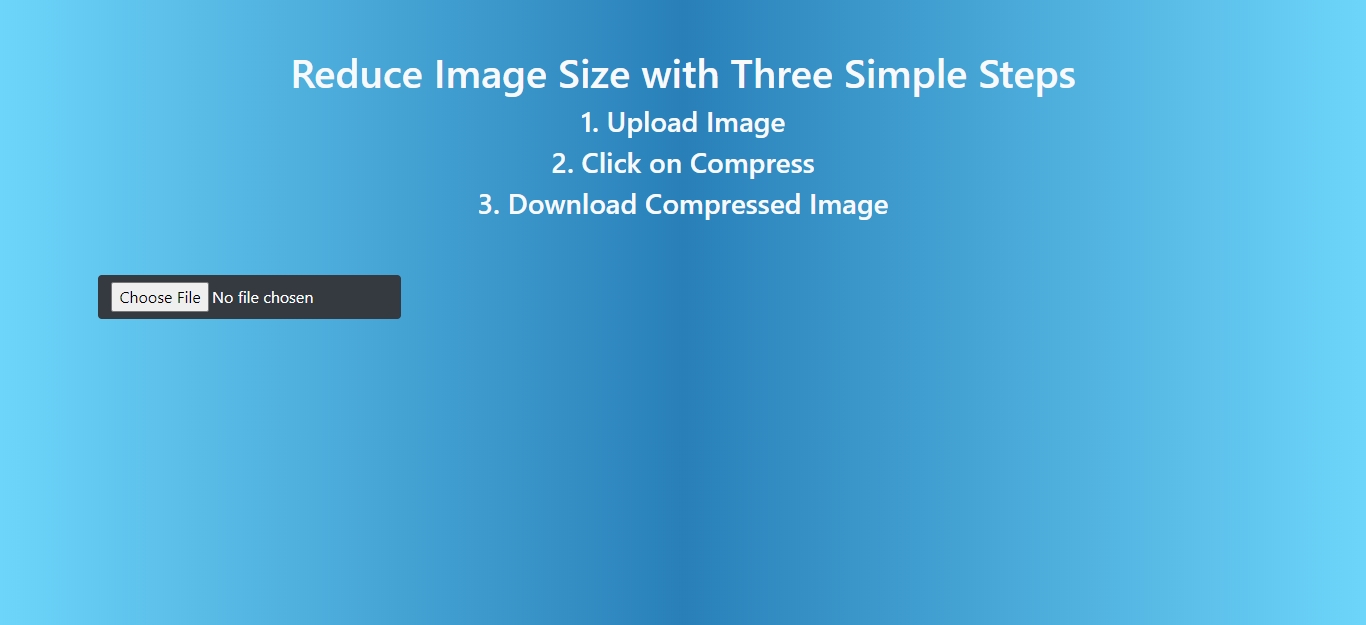 Reduce Image Size with Three Simple Steps
1. Upload Image
2. Click on Compress
3. Download Compressed Image
Choose File No file chosen